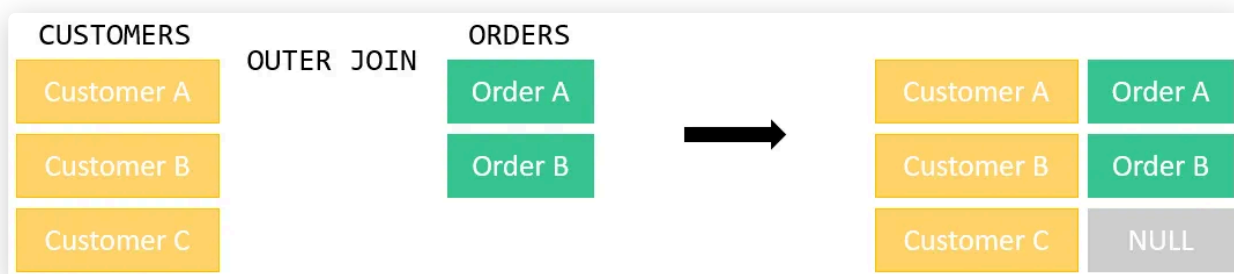 CUSTOMERS
OUTER JOIN
ORDERS
Customer A
Order A
Customer A
Order A
Customer B
Order B
Customer B
Order B
Customer C
Customer C
NULL